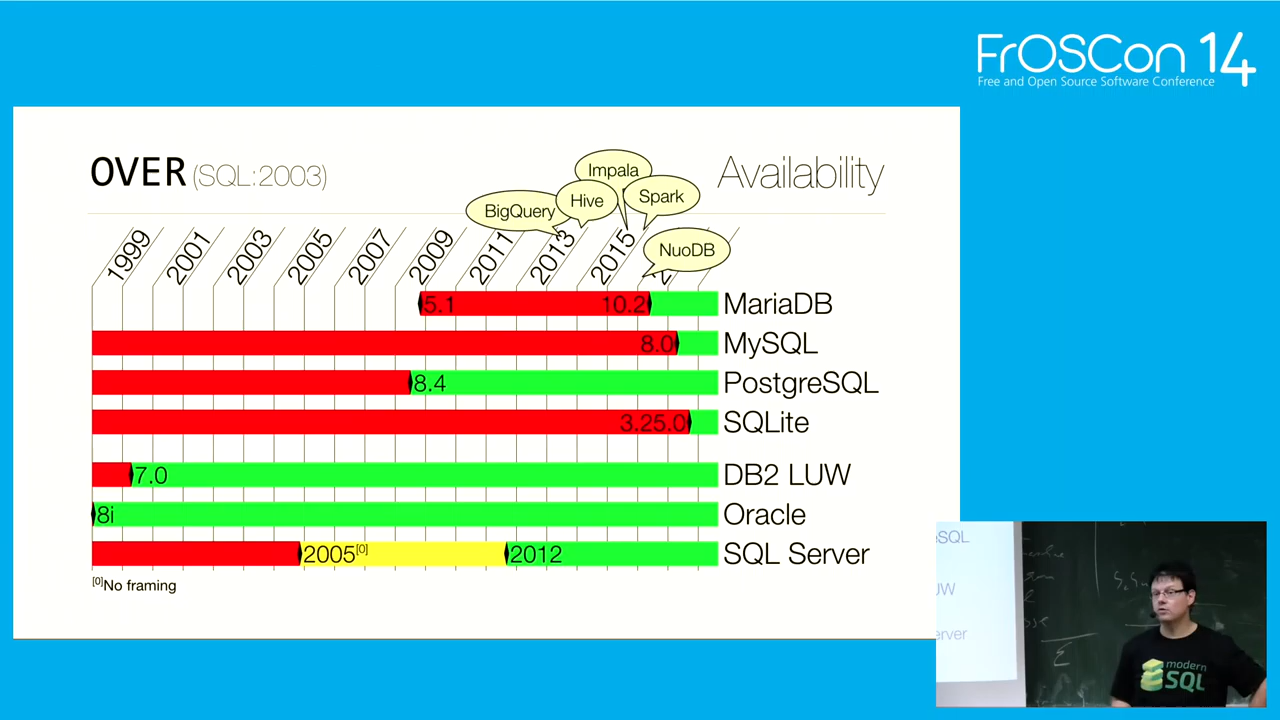 FrOSCon 14
Free and Open Source Software Conference
OVER (SQL:2003)
Availability
Impala
BigQuery
Hive
Spark
NuoDB
1999
2001
2003
2005
2007
2009
2011
2013
2015
5.1
10.2
MariaDB
8.0
MySQL
8.4
PostgreSQL
3.25.0
SQLite
7.0
DB2 LUW
8i
Oracle
2005[0]
2012
SQL Server
[0]No framing
SQL
UW
erver
modern
SQL